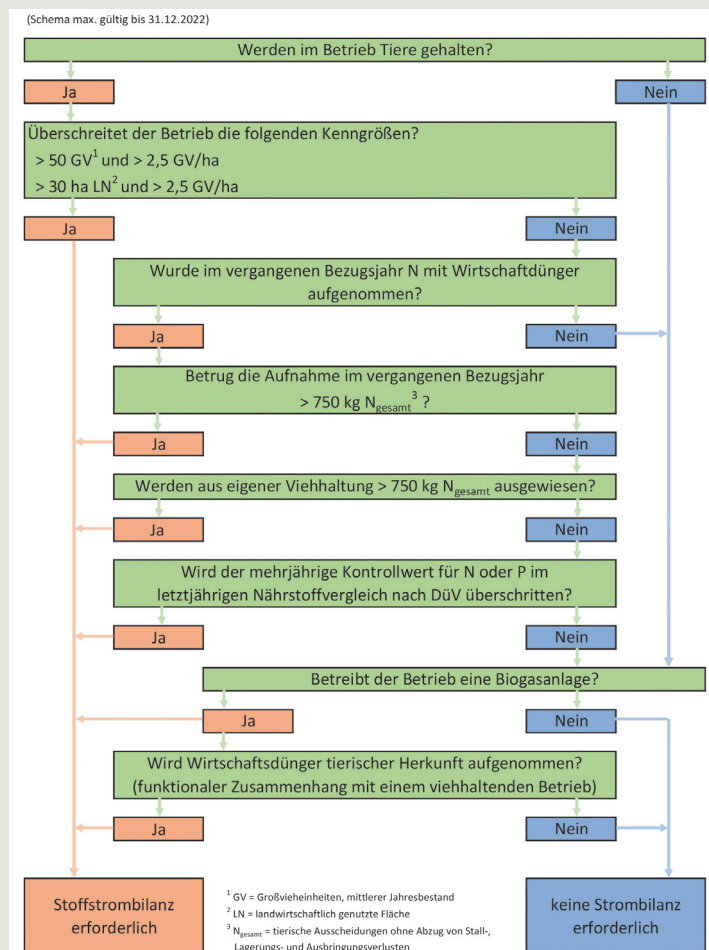 (Schema max. gültig bis 31.12.2022)
Werden im Betrieb Tiere gehalten?
Ja
Nein
Überschreitet der Betrieb die folgenden Kenngrößen?
> 50 GV¹ und > 2,5 GV/ha
> 30 ha LN² und > 2,5 GV/ha
Ja
Nein
Wurde im vergangenen Bezugsjahr N mit Wirtschaftdünger
aufgenommen?
Ja
Nein
Betrug die Aufnahme im vergangenen Bezugsjahr
> 750 kg Ngesamt³ ?
Ja
Nein
Werden aus eigener Viehhaltung > 750 kg Ngesamt ausgewiesen?
Ja
Nein
Wird der mehrjährige Kontrollwert für N oder P im
letztjährigen Nährstoffvergleich nach DüV überschritten?
Ja
Nein
Betreibt der Betrieb eine Biogasanlage?
Ja
Nein
Wird Wirtschaftsdünger tierischer Herkunft aufgenommen?
(funktionaler Zusammenhang mit einem viehhaltenden Betrieb)
Ja
Nein
Stoffstrombilanz
erforderlich
¹ GV = Großvieheinheiten, mittlerer Jahresbestand
² LN = landwirtschaftlich genutzte Fläche
³ Ngesamt = tierische Ausscheidungen ohne Abzug von Stall-,
Lagerungs- und Ausbringungsverlusten
keine Strombilanz
erforderlich